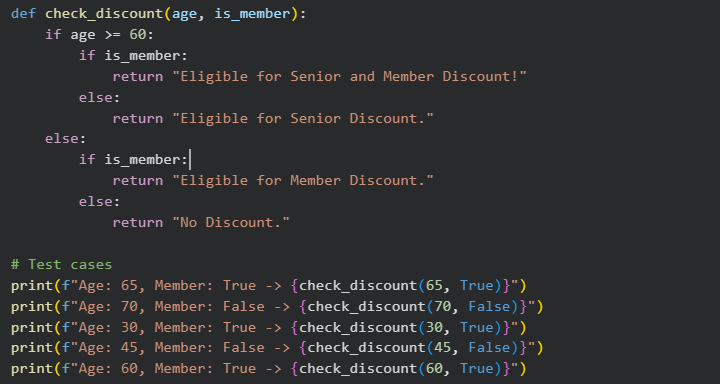 def check_discount(age, is_member):
    if age >= 60:
        if is_member:
            return "Eligible for Senior and Member Discount!"
        else:
            return "Eligible for Senior Discount."
    else:
        if is_member:
            return "Eligible for Member Discount."
        else:
            return "No Discount."

# Test cases
print(f"Age: 65, Member: True -> {check_discount(65, True)}")
print(f"Age: 70, Member: False -> {check_discount(70, False)}")
print(f"Age: 30, Member: True -> {check_discount(30, True)}")
print(f"Age: 45, Member: False -> {check_discount(45, False)}")
print(f"Age: 60, Member: True -> {check_discount(60, True)}")